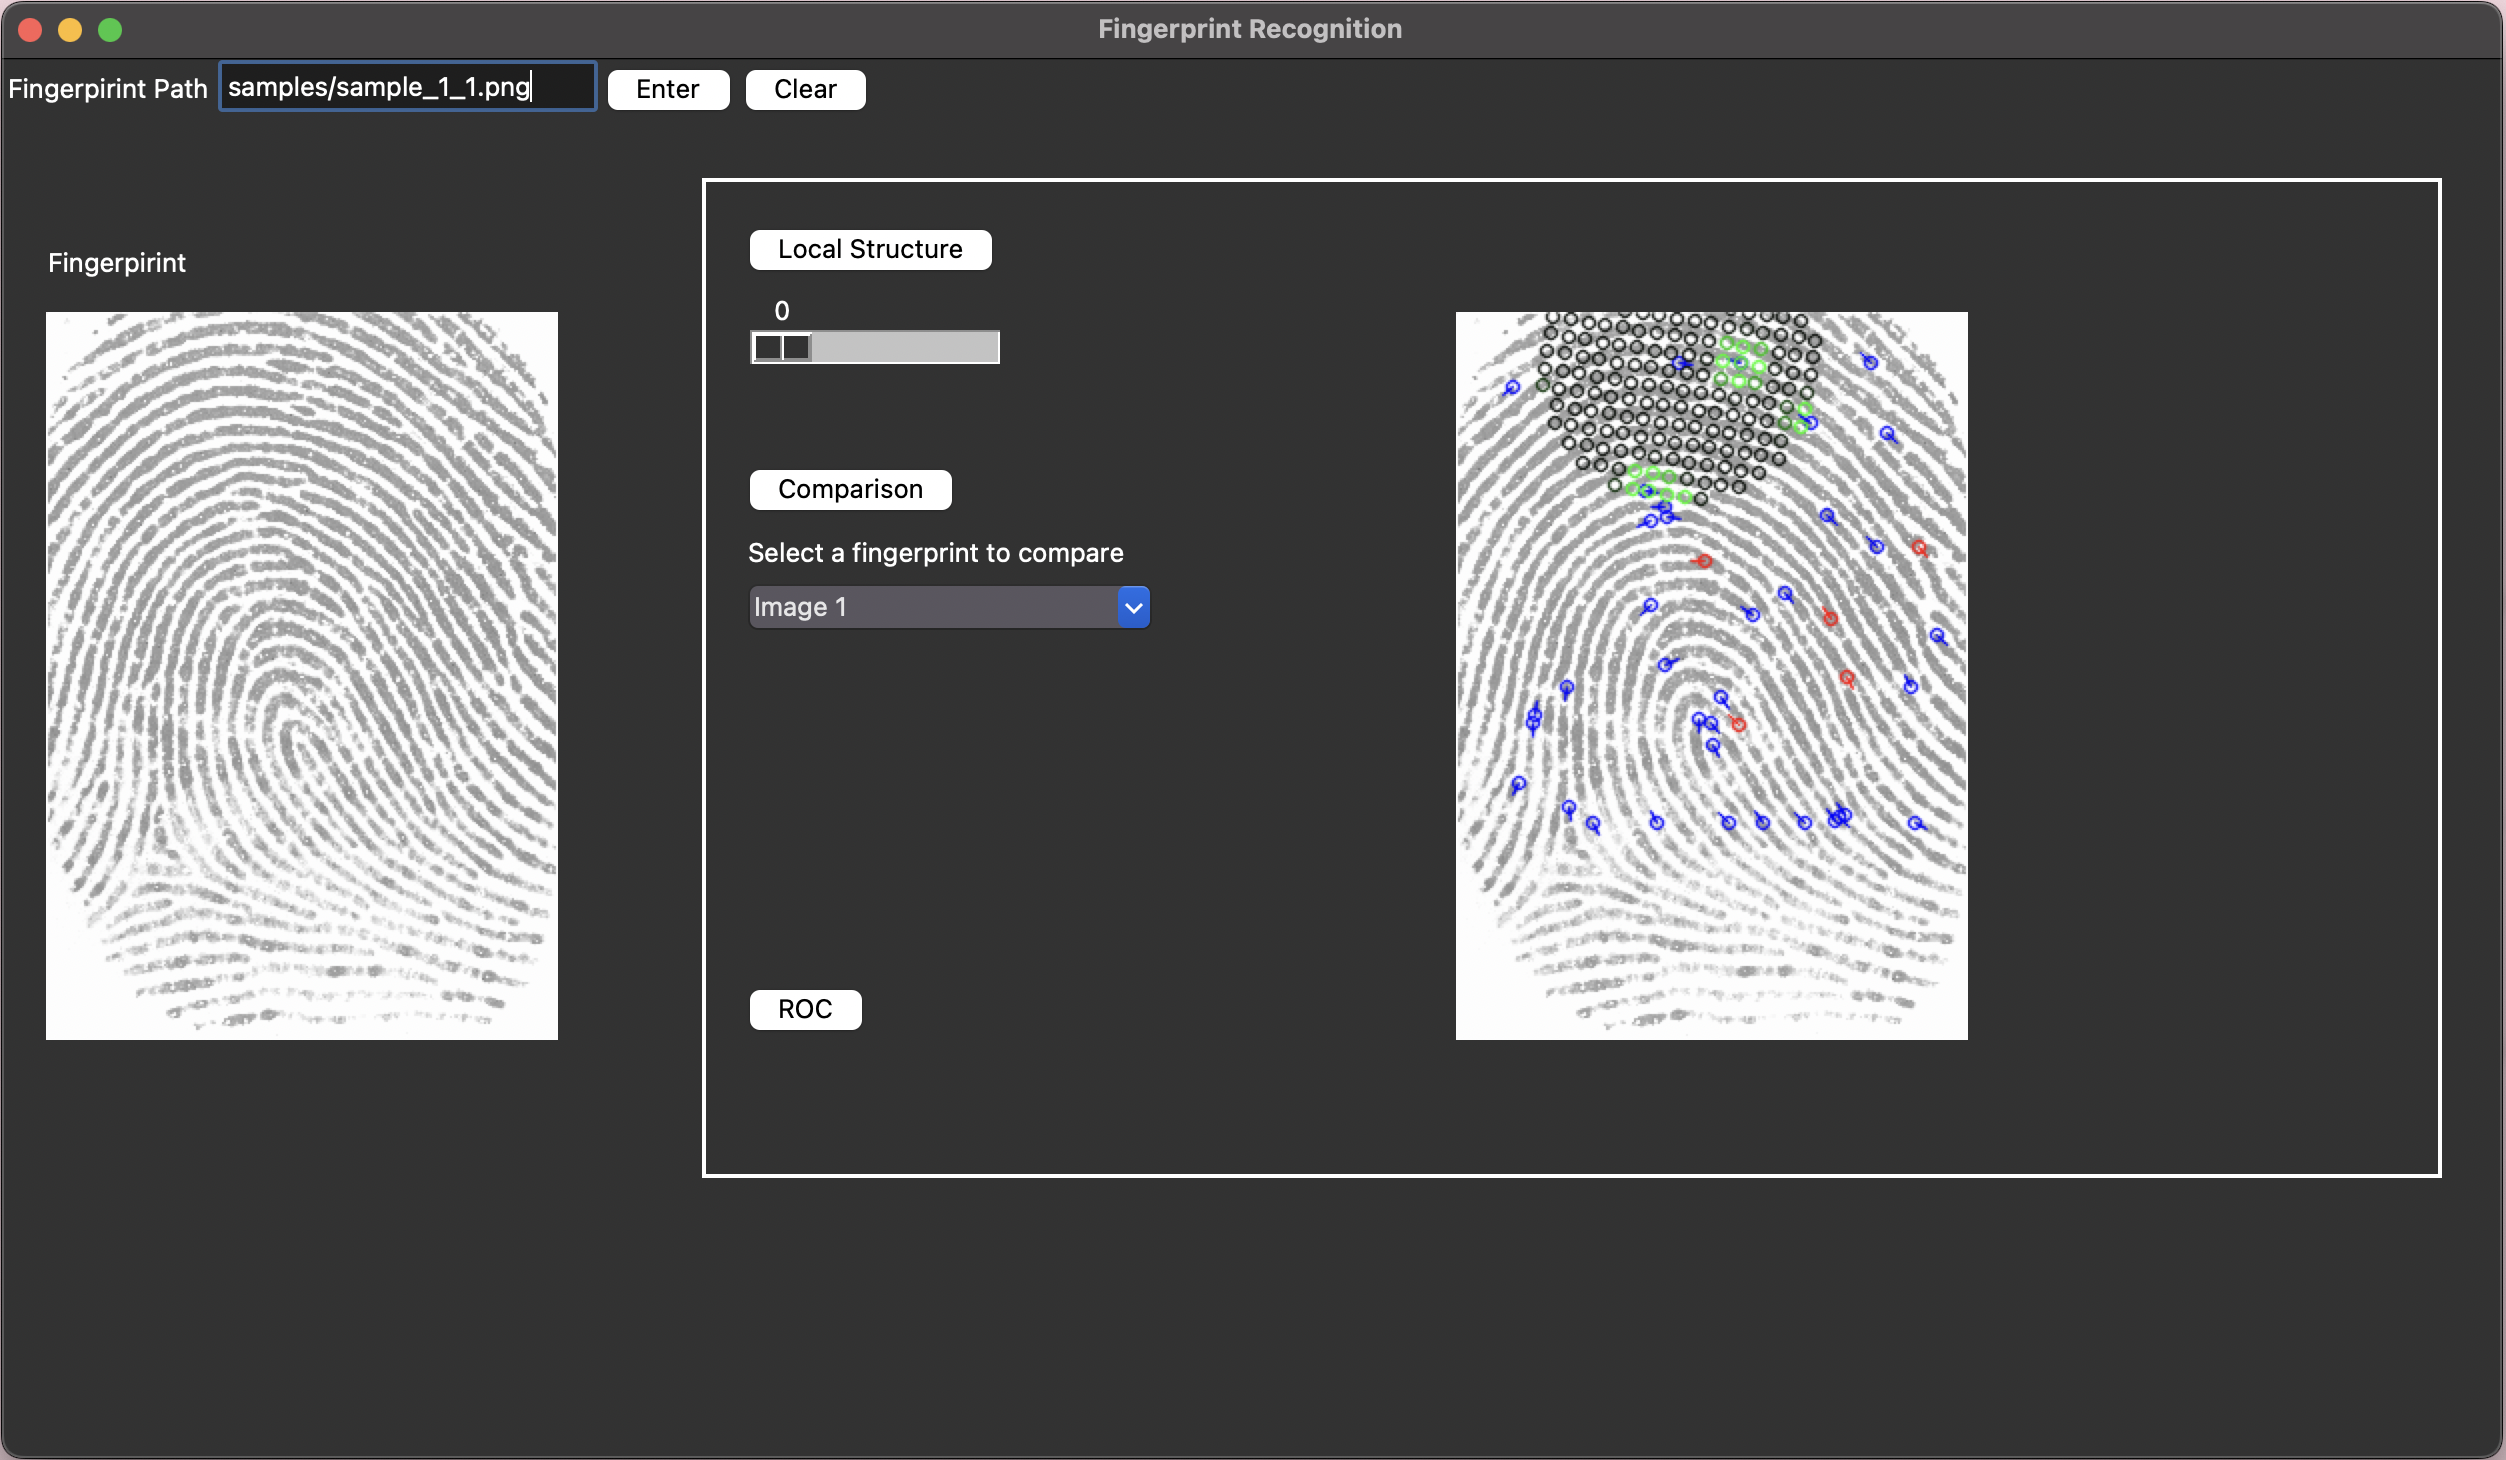 Fingerprint Recognition
Fingerpirint Path samples/sample_1_1.png Enter Clear
Fingerpirint
Local Structure
0
Comparison
Select a fingerprint to compare
Image 1
ROC